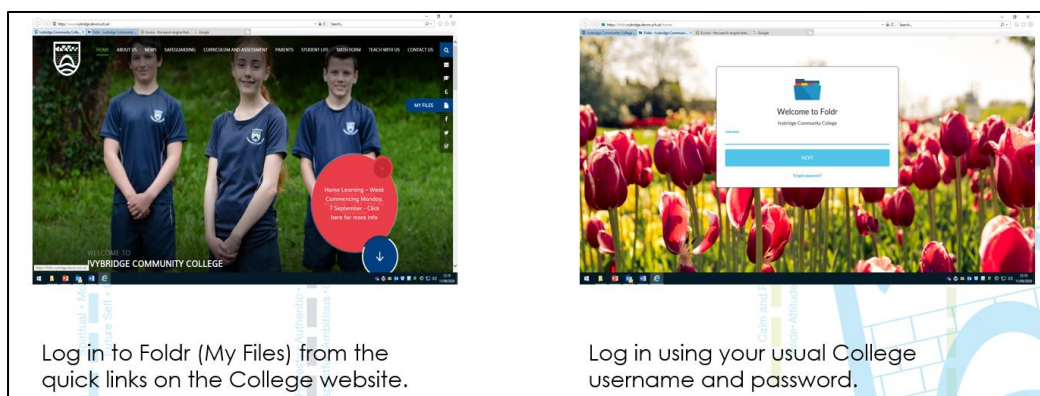 HOME ABOUT US NEWS SAFEGUARDING CURRICULUM AND ASSESSMENT PARENTS STUDENT LIFE SIXTH FORM TEACH WITH US CONTACT US
MY FILES
Home Learning – Week
Commencing Monday,
7 September - Click
here for more info
WELCOME TO
IVYBRIDGE COMMUNITY COLLEGE
Log in to Foldr (My Files) from the
quick links on the College website.
Search...
Welcome to Foldr
Ivybridge Community College
NEXT
Forgot password?
Calm and
Log in using your usual College
username and password.